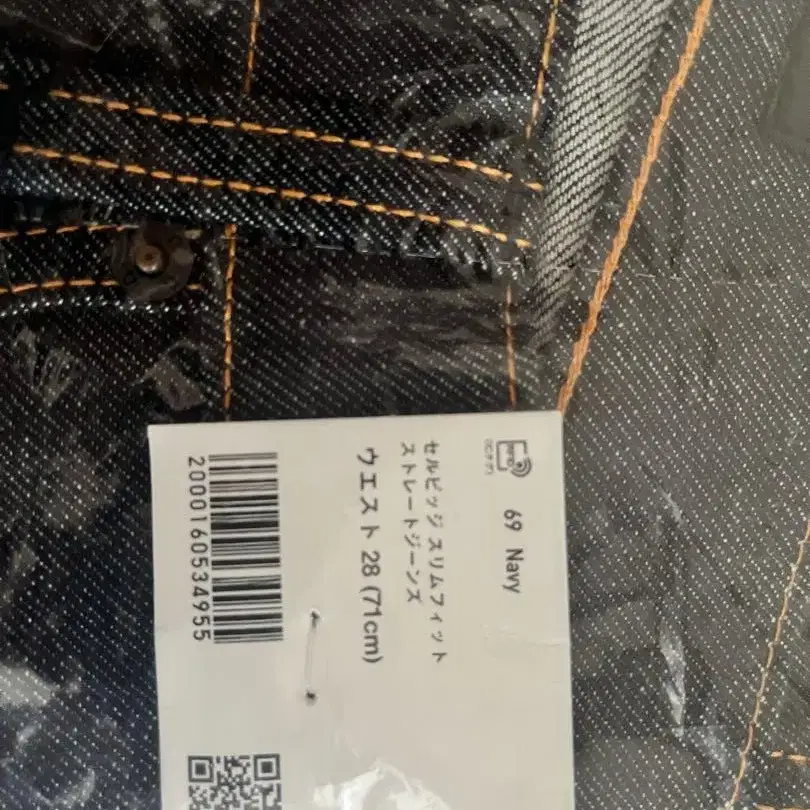 69 Navy
セルビッジスリムフィット
ストレートジーンズ
ウエスト 28 (71cm)
2000160534955